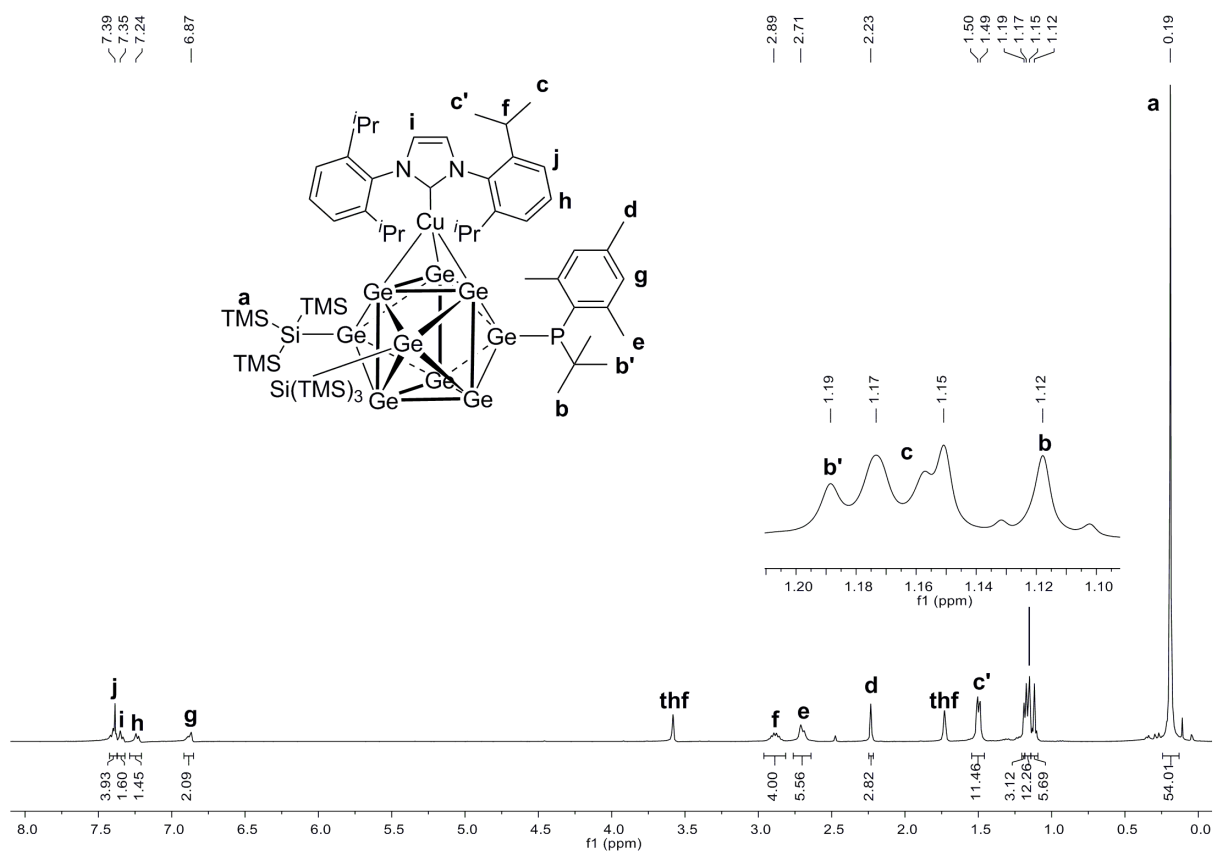 7.39
7.35
7.24
6.87
2.89
2.71
2.23
1.50
1.49
1.19
1.17
1.15
1.12
0.19
a
c' c
f
iPr i
j
N N
h
iPr Cu iPr
d
Ge
g
Ge Ge
a TMS
TMS
Si Ge Ge Ge P
e
TMS b'
Si(TMS)3 Ge
Ge Ge b
1.19
1.17
1.15
1.12
b' c b
1.20 1.18 1.16 1.14 1.12 1.10
f1 (ppm)
j i h g thf f e d thf c'
3.93
1.60
1.45
2.09
4.00
5.56
2.82
11.46
3.12
12.26
5.69
54.01
8.0 7.5 7.0 6.5 6.0 5.5 5.0 4.5 4.0 3.5 3.0 2.5 2.0 1.5 1.0 0.5 0.0
f1 (ppm)